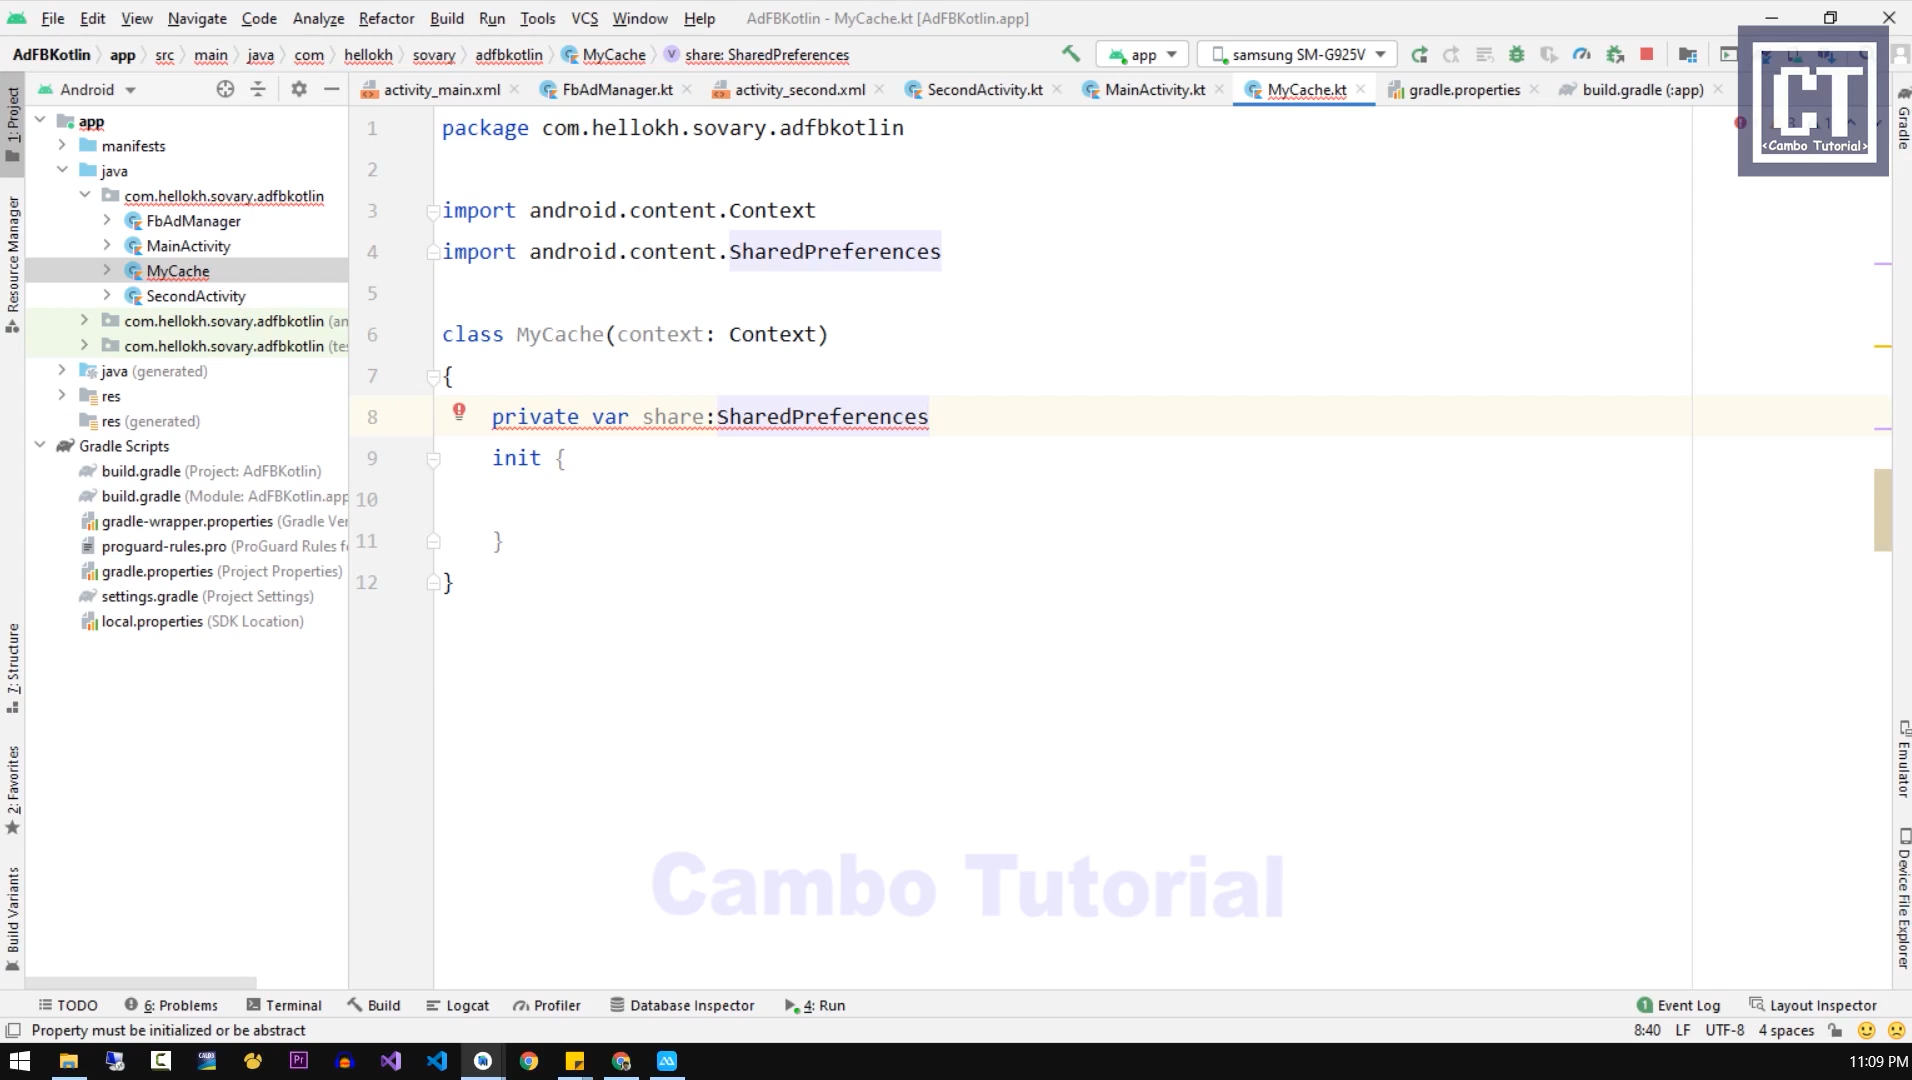 File Edit View Navigate Code Analyze Refactor Build Run Tools VCS Window Help AdFBKotlin - MyCache.kt [AdFBKotlin.app]
AdFBKotlin app src main java com hellokh sovary adfbkotlin MyCache share: SharedPreferences app samsung SM-G925V
Android activity_main.xml FbAdManager.kt activity_second.xml SecondActivity.kt MainActivity.kt MyCache.kt gradle.properties build.gradle (:app)
CT
<Cambo Tutorial>
1: Project
Resource Manager
7: Structure
2: Favorites
Build Variants
app
manifests
java
com.hellokh.sovary.adfbkotlin
FbAdManager
MainActivity
MyCache
SecondActivity
com.hellokh.sovary.adfbkotlin (an
com.hellokh.sovary.adfbkotlin (tes
java (generated)
res
res (generated)
Gradle Scripts
build.gradle (Project: AdFBKotlin)
build.gradle (Module: AdFBKotlin.app
gradle-wrapper.properties (Gradle Ver
proguard-rules.pro (ProGuard Rules fo
gradle.properties (Project Properties)
settings.gradle (Project Settings)
local.properties (SDK Location)
1 package com.hellokh.sovary.adfbkotlin
2
3 import android.content.Context
4 import android.content.SharedPreferences
5
6 class MyCache(context: Context)
7 {
8 private var share:SharedPreferences
9 init {
10
11 }
12 }
Cambo Tutorial
Gradle
Emulator
Device File Explorer
TODO 6: Problems Terminal Build Logcat Profiler Database Inspector 4: Run 1 Event Log Layout Inspector
Property must be initialized or be abstract 8:40 LF UTF-8 4 spaces
Pr
11:09 PM